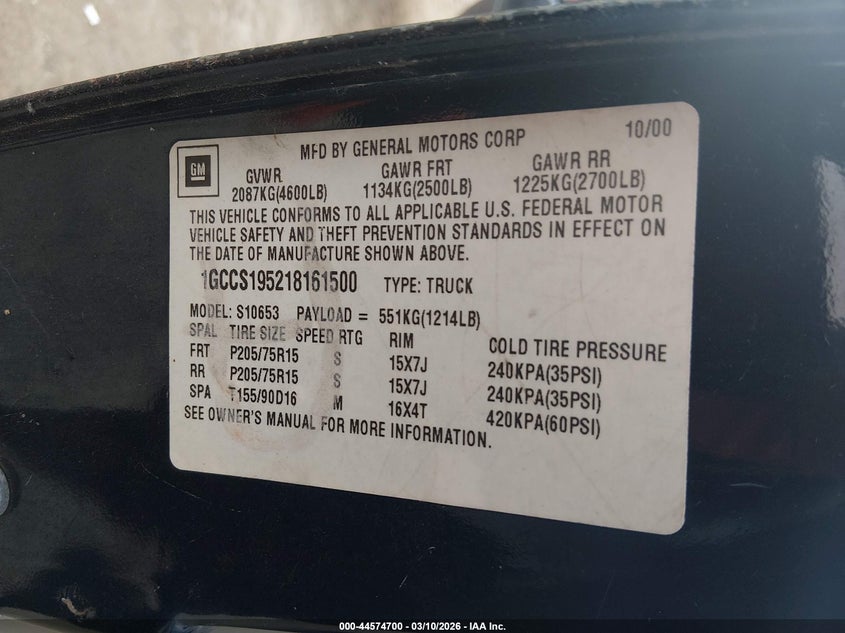 MFD BY GENERAL MOTORS CORP 10/00
GM
GVWR GAWR FRT GAWR RR
2087KG(4600LB) 1134KG(2500LB) 1225KG(2700LB)
THIS VEHICLE CONFORMS TO ALL APPLICABLE U.S. FEDERAL MOTOR
VEHICLE SAFETY AND THEFT PREVENTION STANDARDS IN EFFECT ON
THE DATE OF MANUFACTURE SHOWN ABOVE.
1GCCS195218161500 TYPE: TRUCK
MODEL: S10653 PAYLOAD = 551KG(1214LB)
SPAL TIRE SIZE SPEED RTG RIM COLD TIRE PRESSURE
FRT P205/75R15 S 15X7J 240KPA(35PSI)
RR P205/75R15 S 15X7J 240KPA(35PSI)
SPA T155/90D16 M 16X4T 420KPA(60PSI)
SEE OWNER'S MANUAL FOR MORE INFORMATION.
000-44574700 — 03/10/2026 — IAA Inc.